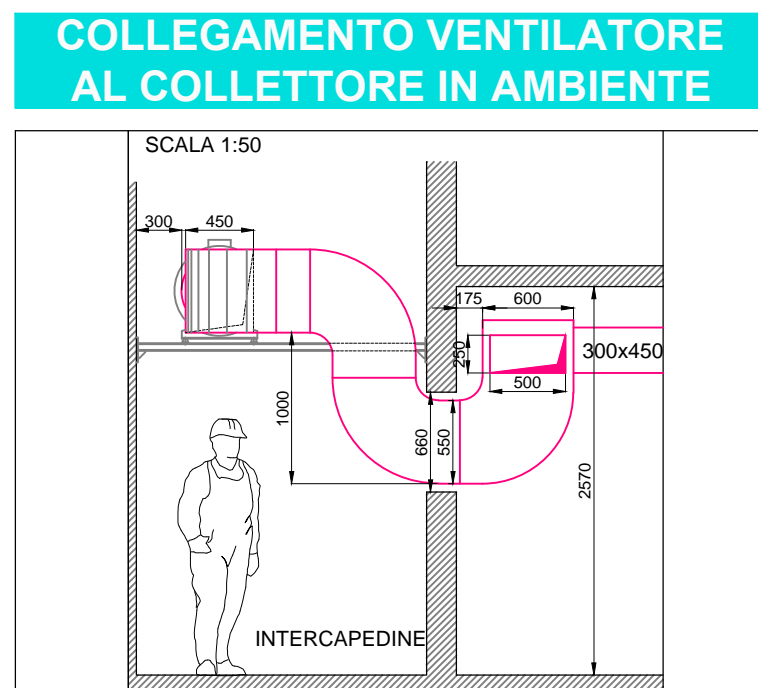 COLLEGAMENTO VENTILATORE
AL COLLETTORE IN AMBIENTE
SCALA 1:50
300
450
175
600
250
300x450
500
1000
660
550
2570
INTERCAPEDINE